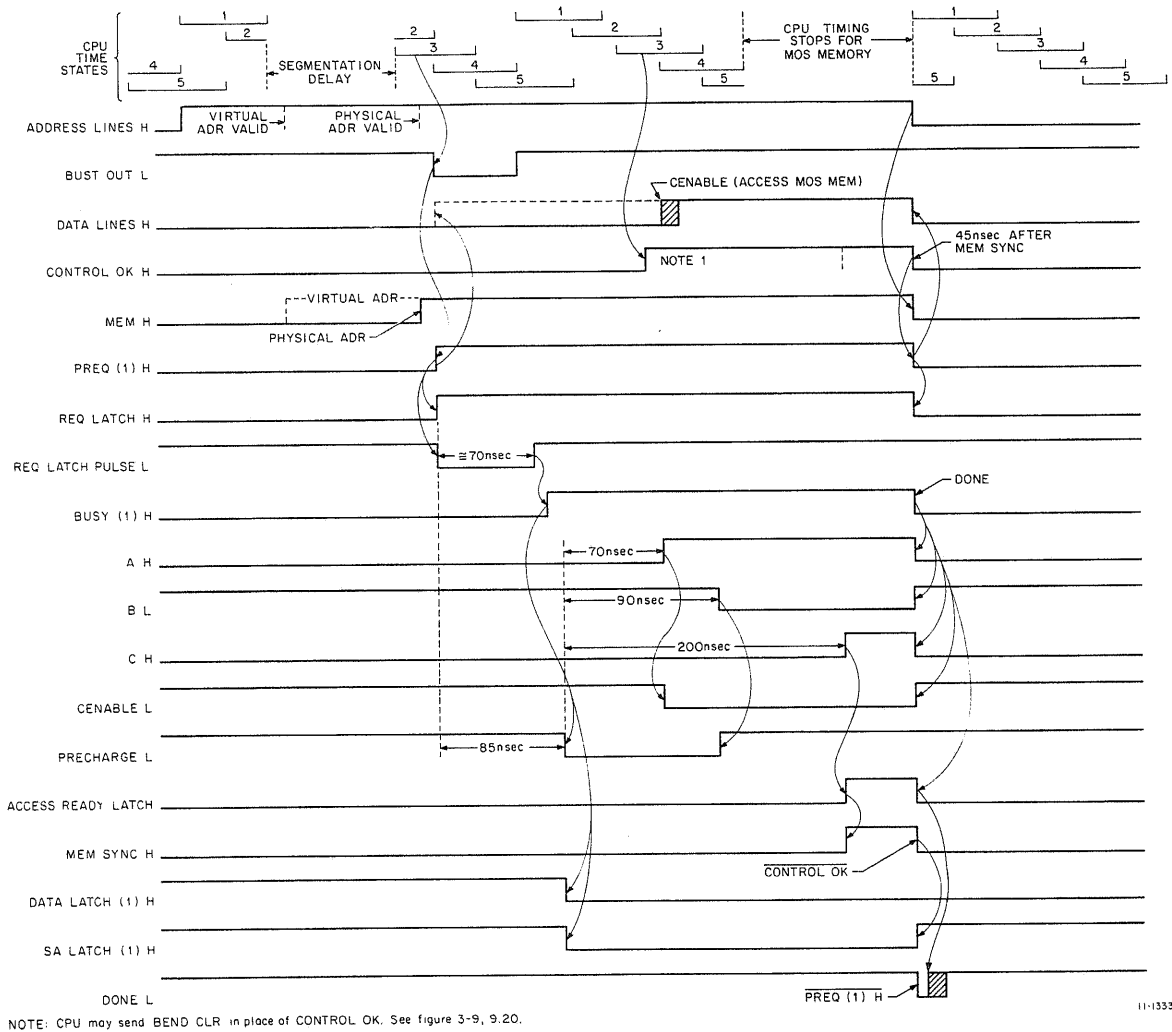 CPU
TIME
STATES
4
5
1
2
SEGMENTATION
DELAY
2
3
4
5
1
2
3
4
5
CPU TIMING
STOPS FOR
MOS MEMORY
1
2
3
4
5
5
ADDRESS LINES H
VIRTUAL
ADR VALID
PHYSICAL
ADR VALID
BUST OUT L
CENABLE (ACCESS MOS MEM)
DATA LINES H
45nsec AFTER
MEM SYNC
CONTROL OK H
NOTE 1
VIRTUAL ADR
MEM H
PHYSICAL ADR
PREQ (1) H
REQ LATCH H
REQ LATCH PULSE L
≅70nsec
DONE
BUSY (1) H
70nsec
A H
B L
90nsec
C H
200nsec
CENABLE L
PRECHARGE L
85nsec
ACCESS READY LATCH
MEM SYNC H
CONTROL OK
DATA LATCH (1) H
SA LATCH (1) H
DONE L
PREQ (1) H
11-1333
NOTE: CPU may send BEND CLR in place of CONTROL OK. See figure 3-9, 9.20.